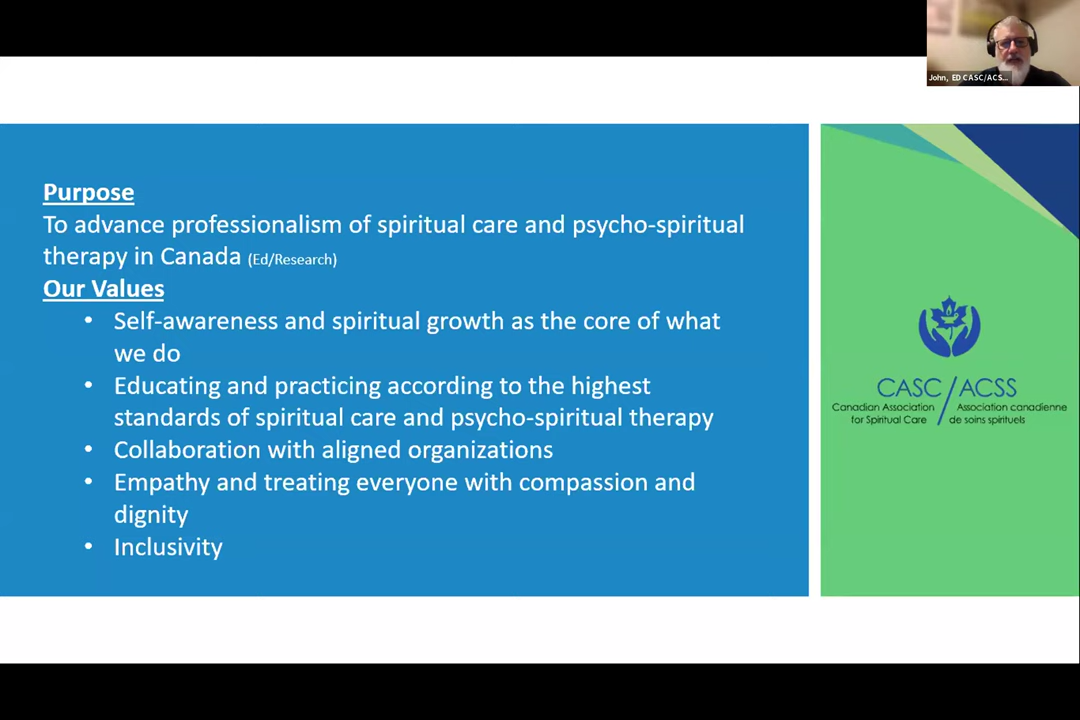 John, ED CASC/ACS...
Purpose
To advance professionalism of spiritual care and psycho-spiritual
therapy in Canada (Ed/Research)
Our Values
• Self-awareness and spiritual growth as the core of what
we do
• Educating and practicing according to the highest
standards of spiritual care and psycho-spiritual therapy
• Collaboration with aligned organizations
• Empathy and treating everyone with compassion and
dignity
• Inclusivity
CASC/ACSS
Canadian Association
for Spiritual Care
Association canadienne
de soins spirituels